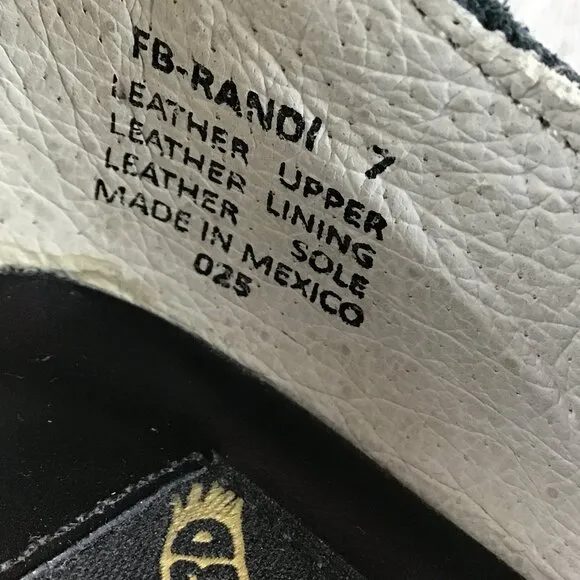 FB-RANDI 7
LEATHER UPPER
LEATHER LINING
LEATHER SOLE
MADE IN MEXICO
025